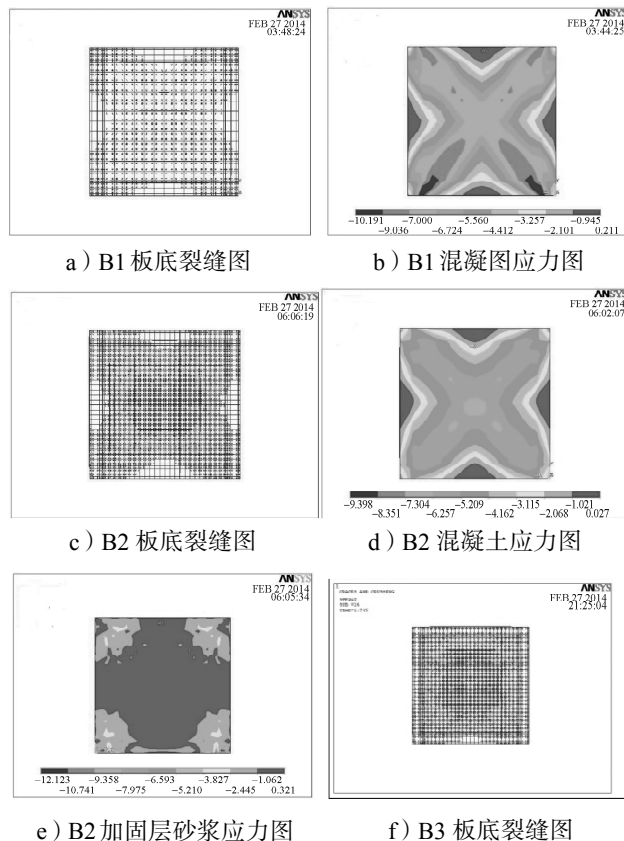 ANSYS
FEB 27 2014
03:48:24
a）B1 板底裂缝图
ANSYS
FEB 27 2014
03:44:25
-10.191 -7.000 -5.560 -3.257 -0.945
-9.036 -6.724 -4.412 -2.101 0.211
b）B1 混凝图应力图
ANSYS
FEB 27 2014
06:06:19
c）B2 板底裂缝图
ANSYS
FEB 27 2014
06:02:07
-9.398 -7.304 -5.209 -3.115 -1.021
-8.351 -6.257 -4.162 -2.068 0.027
d）B2 混凝土应力图
ANSYS
FEB 27 2014
06:05:34
-12.123 -9.358 -6.593 -3.827 -1.062
-10.741 -7.975 -5.210 -2.445 0.321
e）B2 加固层砂浆应力图
ANSYS
FEB 27 2014
21:25:04
f）B3 板底裂缝图